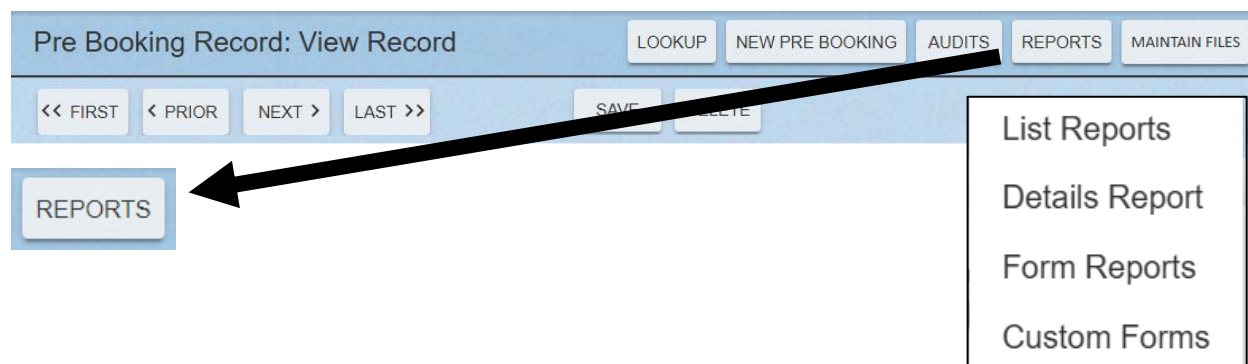 Pre Booking Record: View Record LOOKUP NEW PRE BOOKING AUDITS REPORTS MAINTAIN FILES
<< FIRST < PRIOR NEXT > LAST >>
List Reports
REPORTS
Details Report
Form Reports
Custom Forms